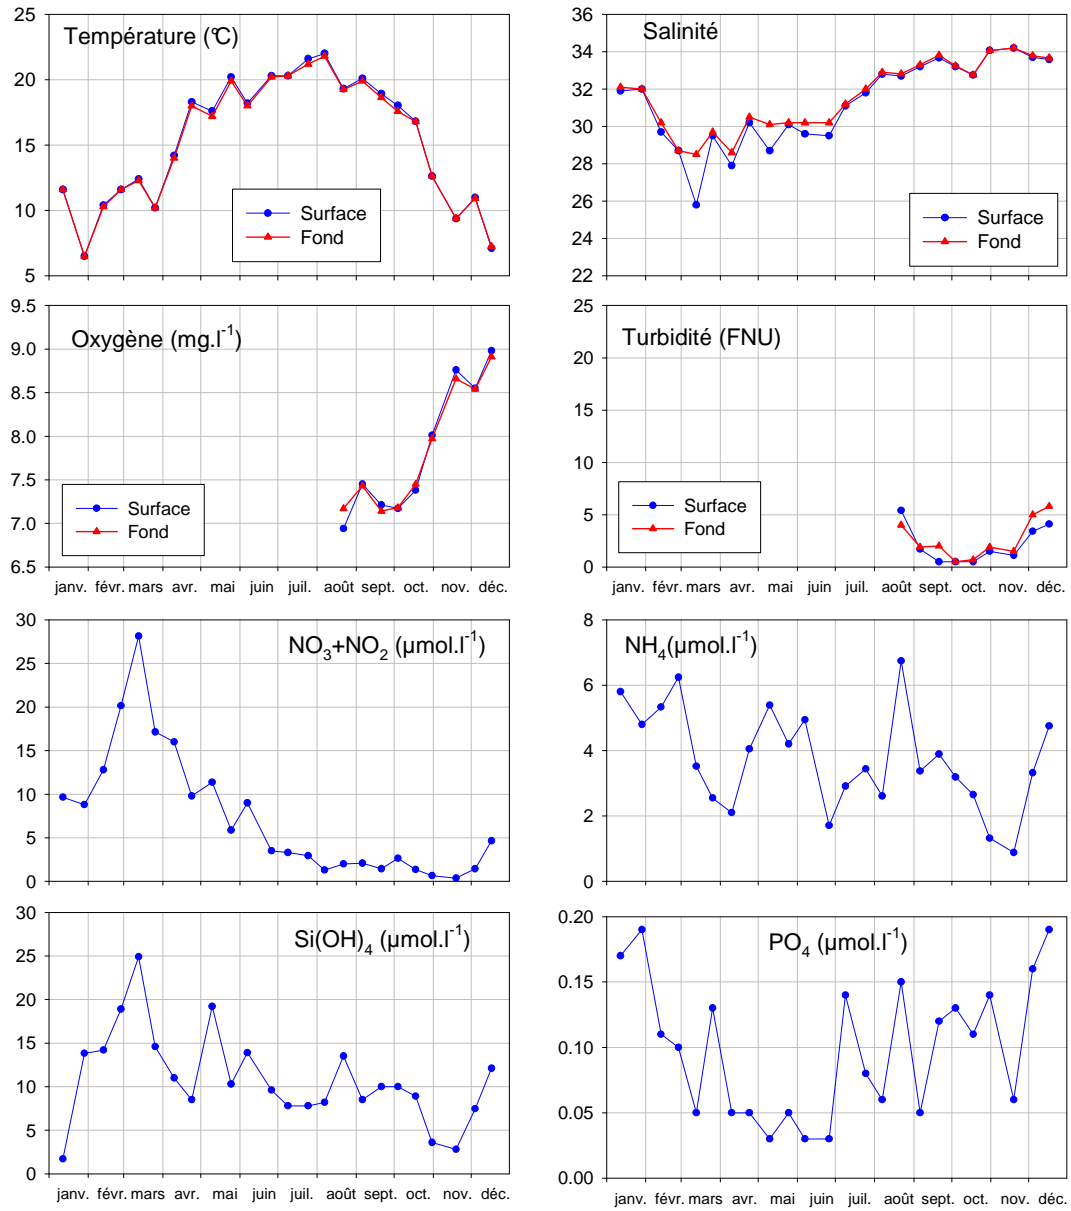 Température (°C)
25
20
15
10
5
Surface
Fond
Salinité
36
34
32
30
28
26
24
22
Surface
Fond
Oxygène (mg.l-1)
9.5
9.0
8.5
8.0
7.5
7.0
6.5
Surface
Fond
janv. févr. mars avr. mai juin juil. août sept. oct. nov. déc.
Turbidité (FNU)
25
20
15
10
5
0
Surface
Fond
janv. févr. mars avr. mai juin juil. août sept. oct. nov. déc.
NO3+NO2 (µmol.l-1)
30
25
20
15
10
5
0
NH4(µmol.l-1)
8
6
4
2
0
Si(OH)4 (µmol.l-1)
30
25
20
15
10
5
0
janv. févr. mars avr. mai juin juil. août sept. oct. nov. déc.
PO4 (µmol.l-1)
0.20
0.15
0.10
0.05
0.00
janv. févr. mars avr. mai juin juil. août sept. oct. nov. déc.